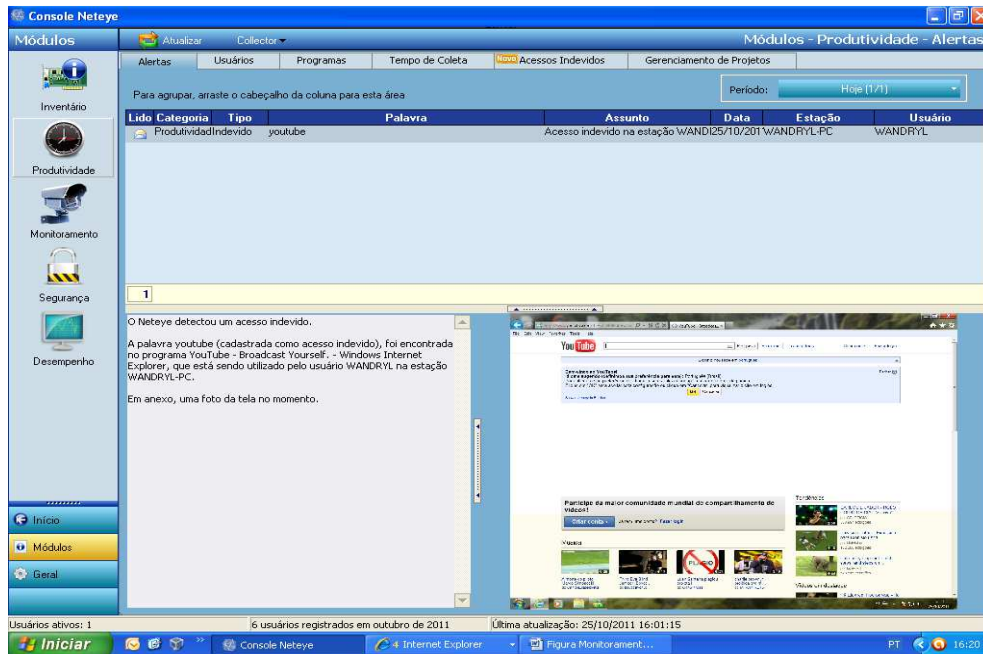 Console Neteye
Módulos
Atualizar
Collector
Módulos - Produtividade - Alertas
Alertas
Usuários
Programas
Tempo de Coleta
Novo Acessos Indevidos
Gerenciamento de Projetos
Para agrupar, arraste o cabeçalho da coluna para esta área
Período:
Hoje (1/1)
Lido Categoria Tipo Palavra Assunto Data Estação Usuário
Produtividad Indevido youtube Acesso indevido na estação WANDI 25/10/201 WANDRYL-PC WANDRYL
Inventário
Produtividade
Monitoramento
Segurança
Desempenho
1
O Neteye detectou um acesso indevido.
A palavra youtube (cadastrada como acesso indevido), foi encontrada
no programa YouTube - Broadcast Yourself. - Windows Internet
Explorer, que está sendo utilizado pelo usuário WANDRYL na estação
WANDRYL-PC.
Em anexo, uma foto da tela no momento.
You Tube
Participe da maior comunidade mundial de compartilhamento de
vídeos!
Criar conta
Tendências
Música
PLÁGIO
Início
Módulos
Geral
Usuários ativos: 1
6 usuários registrados em outubro de 2011
Última atualização: 25/10/2011 16:01:15
Iniciar
Console Neteye
4 Internet Explorer
Figura Monitorament...
PT
16:20